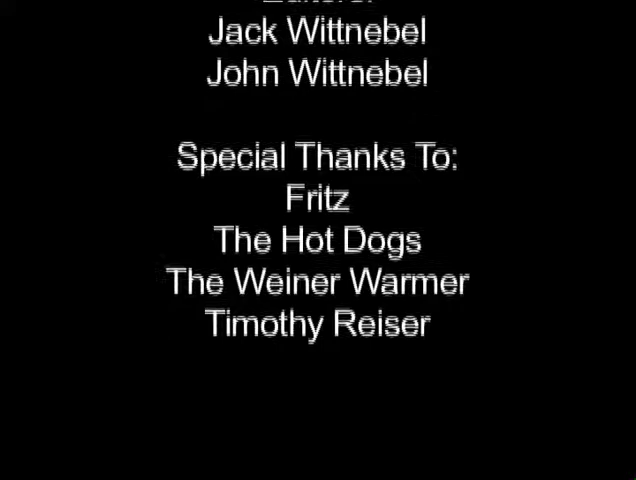 Jack Wittnebel
John Wittnebel
Special Thanks To:
Fritz
The Hot Dogs
The Weiner Warmer
Timothy Reiser